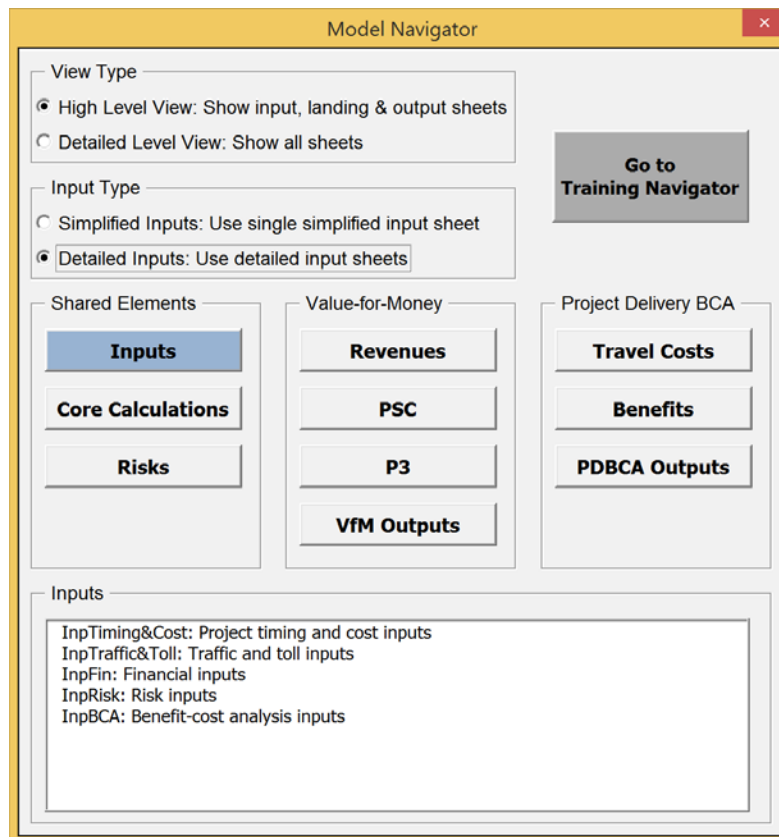 Model Navigator
View Type
High Level View: Show input, landing & output sheets
Detailed Level View: Show all sheets
Go to
Training Navigator
Input Type
Simplified Inputs: Use single simplified input sheet
Detailed Inputs: Use detailed input sheets
Shared Elements
Inputs
Core Calculations
Risks
Value-for-Money
Revenues
PSC
P3
VfM Outputs
Project Delivery BCA
Travel Costs
Benefits
PDBCA Outputs
Inputs
InpTiming&Cost: Project timing and cost inputs
InpTraffic&Toll: Traffic and toll inputs
InpFin: Financial inputs
InpRisk: Risk inputs
InpBCA: Benefit-cost analysis inputs